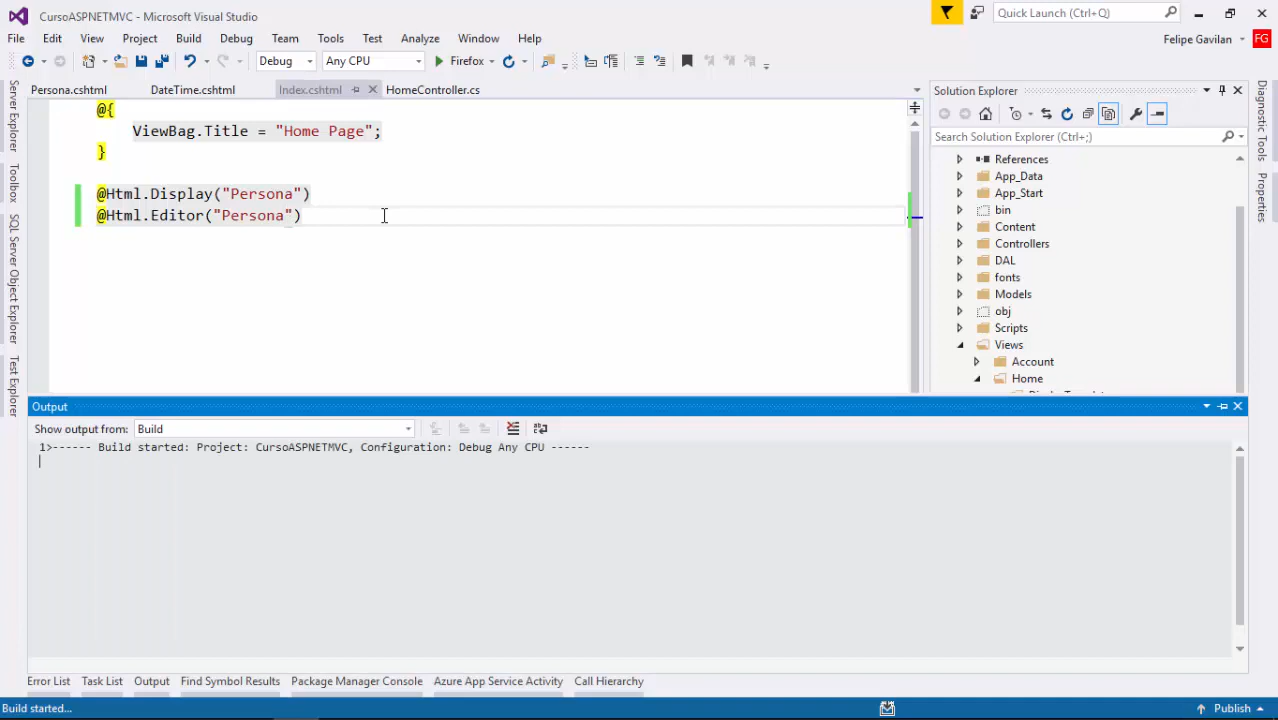 CursoASPNETMVC - Microsoft Visual Studio
Quick Launch (Ctrl+Q)
File Edit View Project Build Debug Team Tools Test Analyze Window Help
Felipe Gavilan FG
Debug Any CPU Firefox
Persona.cshtml DateTime.cshtml Index.cshtml HomeController.cs
@{
ViewBag.Title = "Home Page";
}
@Html.Display("Persona")
@Html.Editor("Persona")
Server Explorer
Toolbox
SQL Server Object Explorer
Test Explorer
Solution Explorer
Search Solution Explorer (Ctrl+;)
References
App_Data
App_Start
bin
Content
Controllers
DAL
fonts
Models
obj
Scripts
Views
Account
Home
Diagnostic Tools
Properties
Output
Show output from: Build
1>------ Build started: Project: CursoASPNETMVC, Configuration: Debug Any CPU ------
Error List Task List Output Find Symbol Results Package Manager Console Azure App Service Activity Call Hierarchy
Build started...
Publish